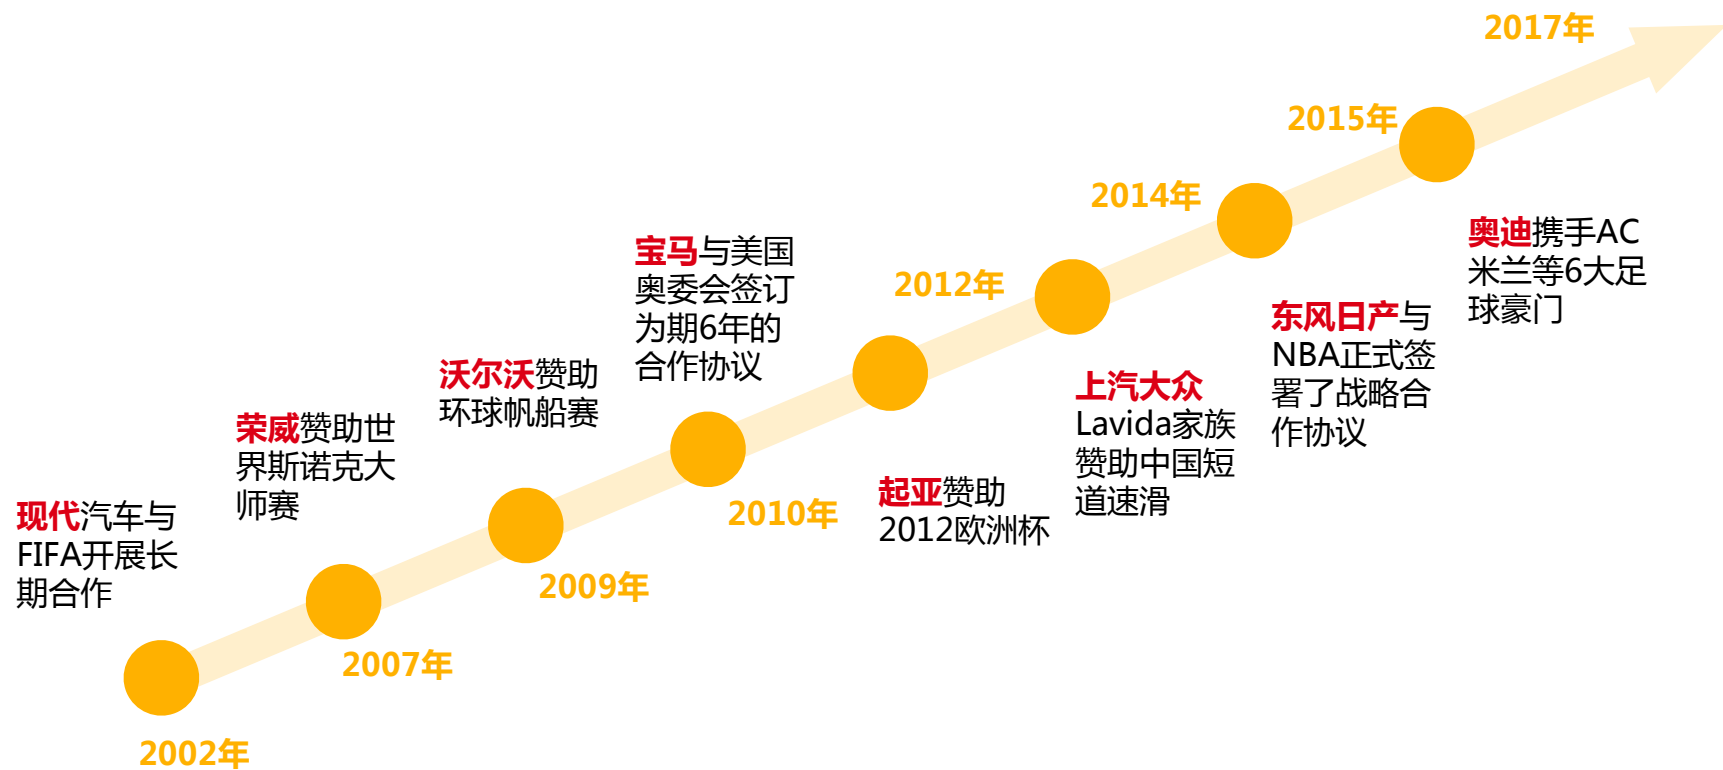 现代汽车与
FIFA开展长
期合作
2002年
荣威赞助世
界斯诺克大
师赛
2007年
沃尔沃赞助
环球帆船赛
2009年
宝马与美国
奥委会签订
为期6年的
合作协议
2010年
2012年
起亚赞助
2012欧洲杯
2014年
上汽大众
Lavida家族
赞助中国短
道速滑
2015年
东风日产与
NBA正式签
署了战略合
作协议
2017年
奥迪携手AC
米兰等6大足
球豪门